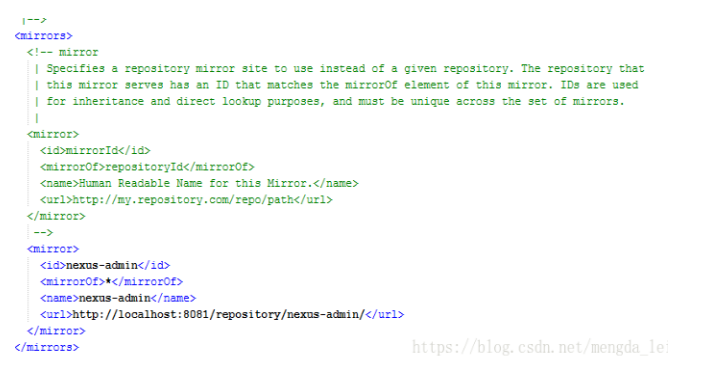 |-->
<mirrors>
<!-- mirror
| Specifies a repository mirror site to use instead of a given repository. The repository that
| this mirror serves has an ID that matches the mirrorOf element of this mirror. IDs are used
| for inheritance and direct lookup purposes, and must be unique across the set of mirrors.
|
<mirror>
<id>mirrorId</id>
<mirrorOf>repositoryId</mirrorOf>
<name>Human Readable Name for this Mirror.</name>
<url>http://my.repository.com/repo/path</url>
</mirror>
-->
<mirror>
<id>nexus-admin</id>
<mirrorOf>*</mirrorOf>
<name>nexus-admin</name>
<url>http://localhost:8081/repository/nexus-admin/</url>
</mirror>
</mirrors>
https://blog.csdn.net/mengda_lei